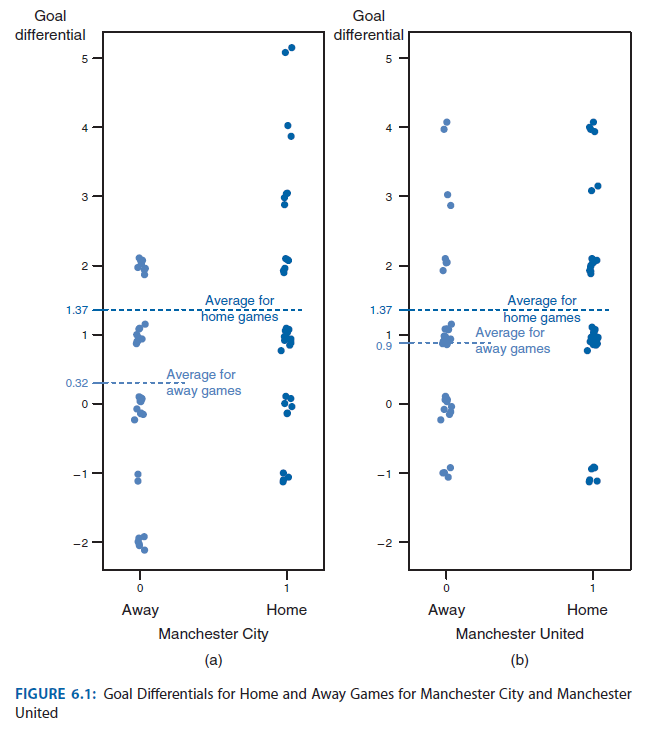 Goal
differential
5
4
3
2
1.37
1
0.32
0
−1
−2
Average for
home games
Average for
away games
0
1
Away
Home
Manchester City
(a)
Goal
differential
5
4
3
2
1.37
1
0.9
0
−1
−2
Average for
home games
Average for
away games
0
1
Away
Home
Manchester United
(b)
FIGURE 6.1: Goal Differentials for Home and Away Games for Manchester City and Manchester
United